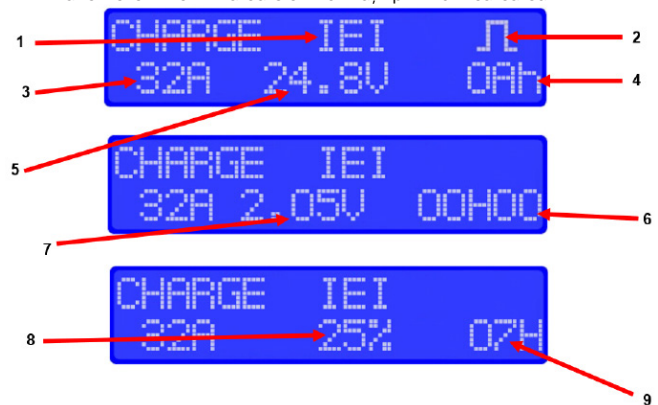 1 CHARGE IEI 2
3 32A 24.8V 0Ah 4
5
CHARGE IEI
32A 2.05V 00H00 6
7
CHARGE IEI
8 32A 25% 07H
9